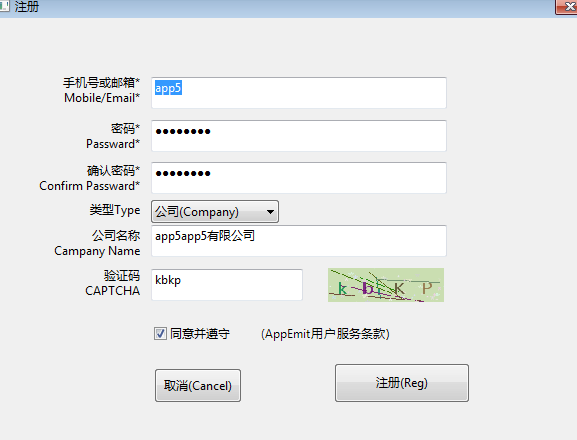 注册
手机号或邮箱*
Mobile/Email*
app5
密码*
Password*
●●●●●●●●
确认密码*
Confirm Password*
●●●●●●●●
类型Type
公司(Company)
公司名称
Campany Name
app5app5有限公司
验证码
CAPTCHA
kbkp
k b K P
同意并遵守 (AppEmit用户服务条款)
取消(Cancel)
注册(Reg)